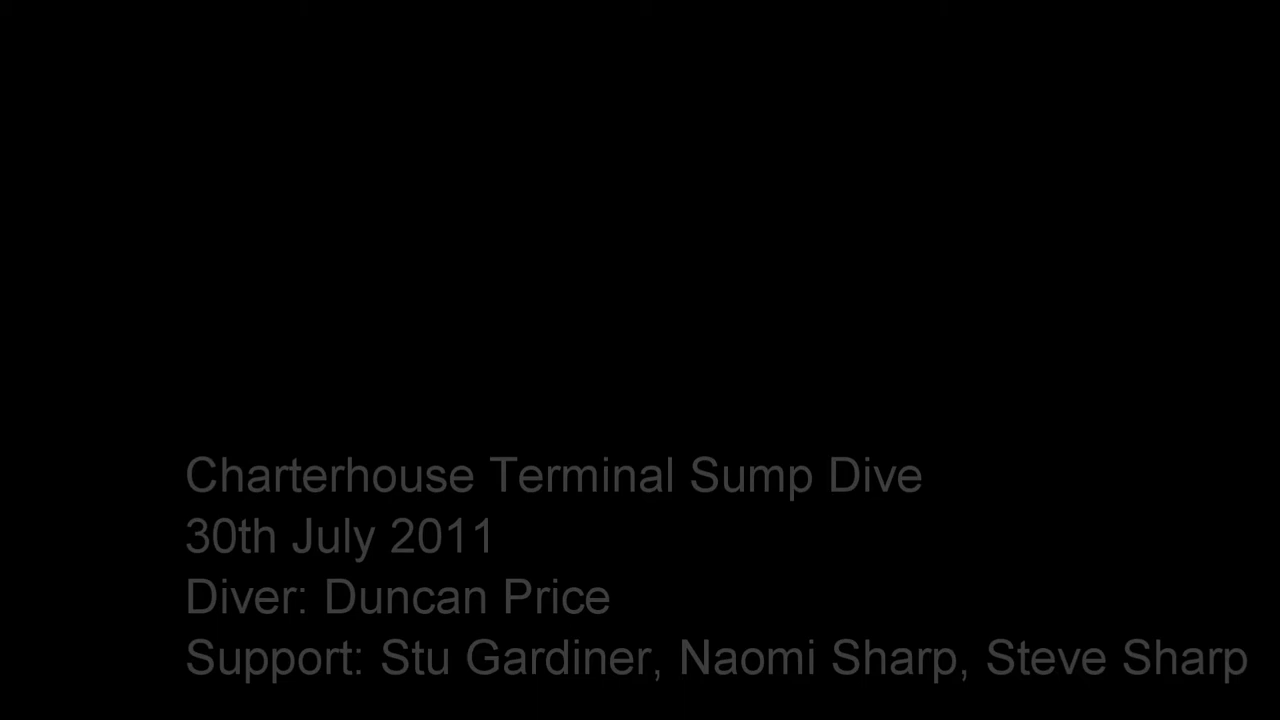 Charterhouse Terminal Sump Dive
30th July 2011
Diver: Duncan Price
Support: Stu Gardiner, Naomi Sharp, Steve Sharp